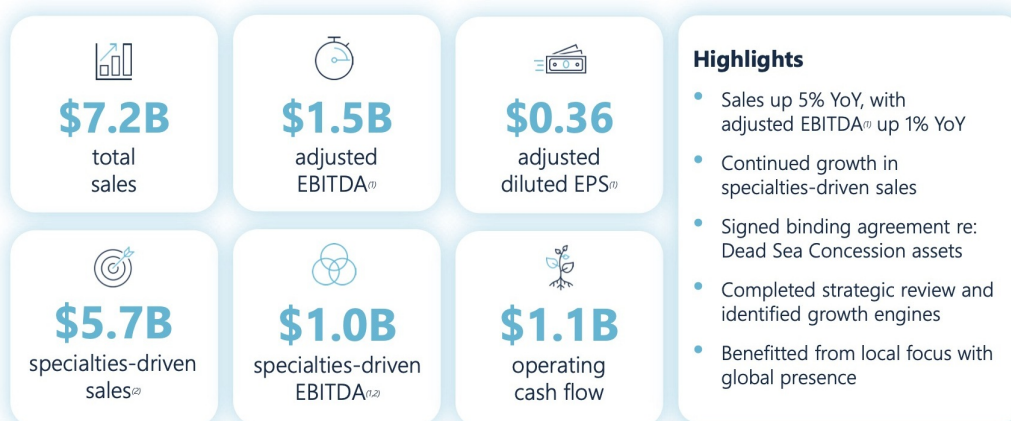 $7.2B
total
sales
$1.5B
adjusted
EBITDA(1)
$0.36
adjusted
diluted EPS(1)
$5.7B
specialties-driven
sales(2)
$1.0B
specialties-driven
EBITDA(1,2)
$1.1B
operating
cash flow
Highlights
• Sales up 5% YoY, with
adjusted EBITDA(1) up 1% YoY
• Continued growth in
specialties-driven sales
• Signed binding agreement re:
Dead Sea Concession assets
• Completed strategic review and
identified growth engines
• Benefitted from local focus with
global presence